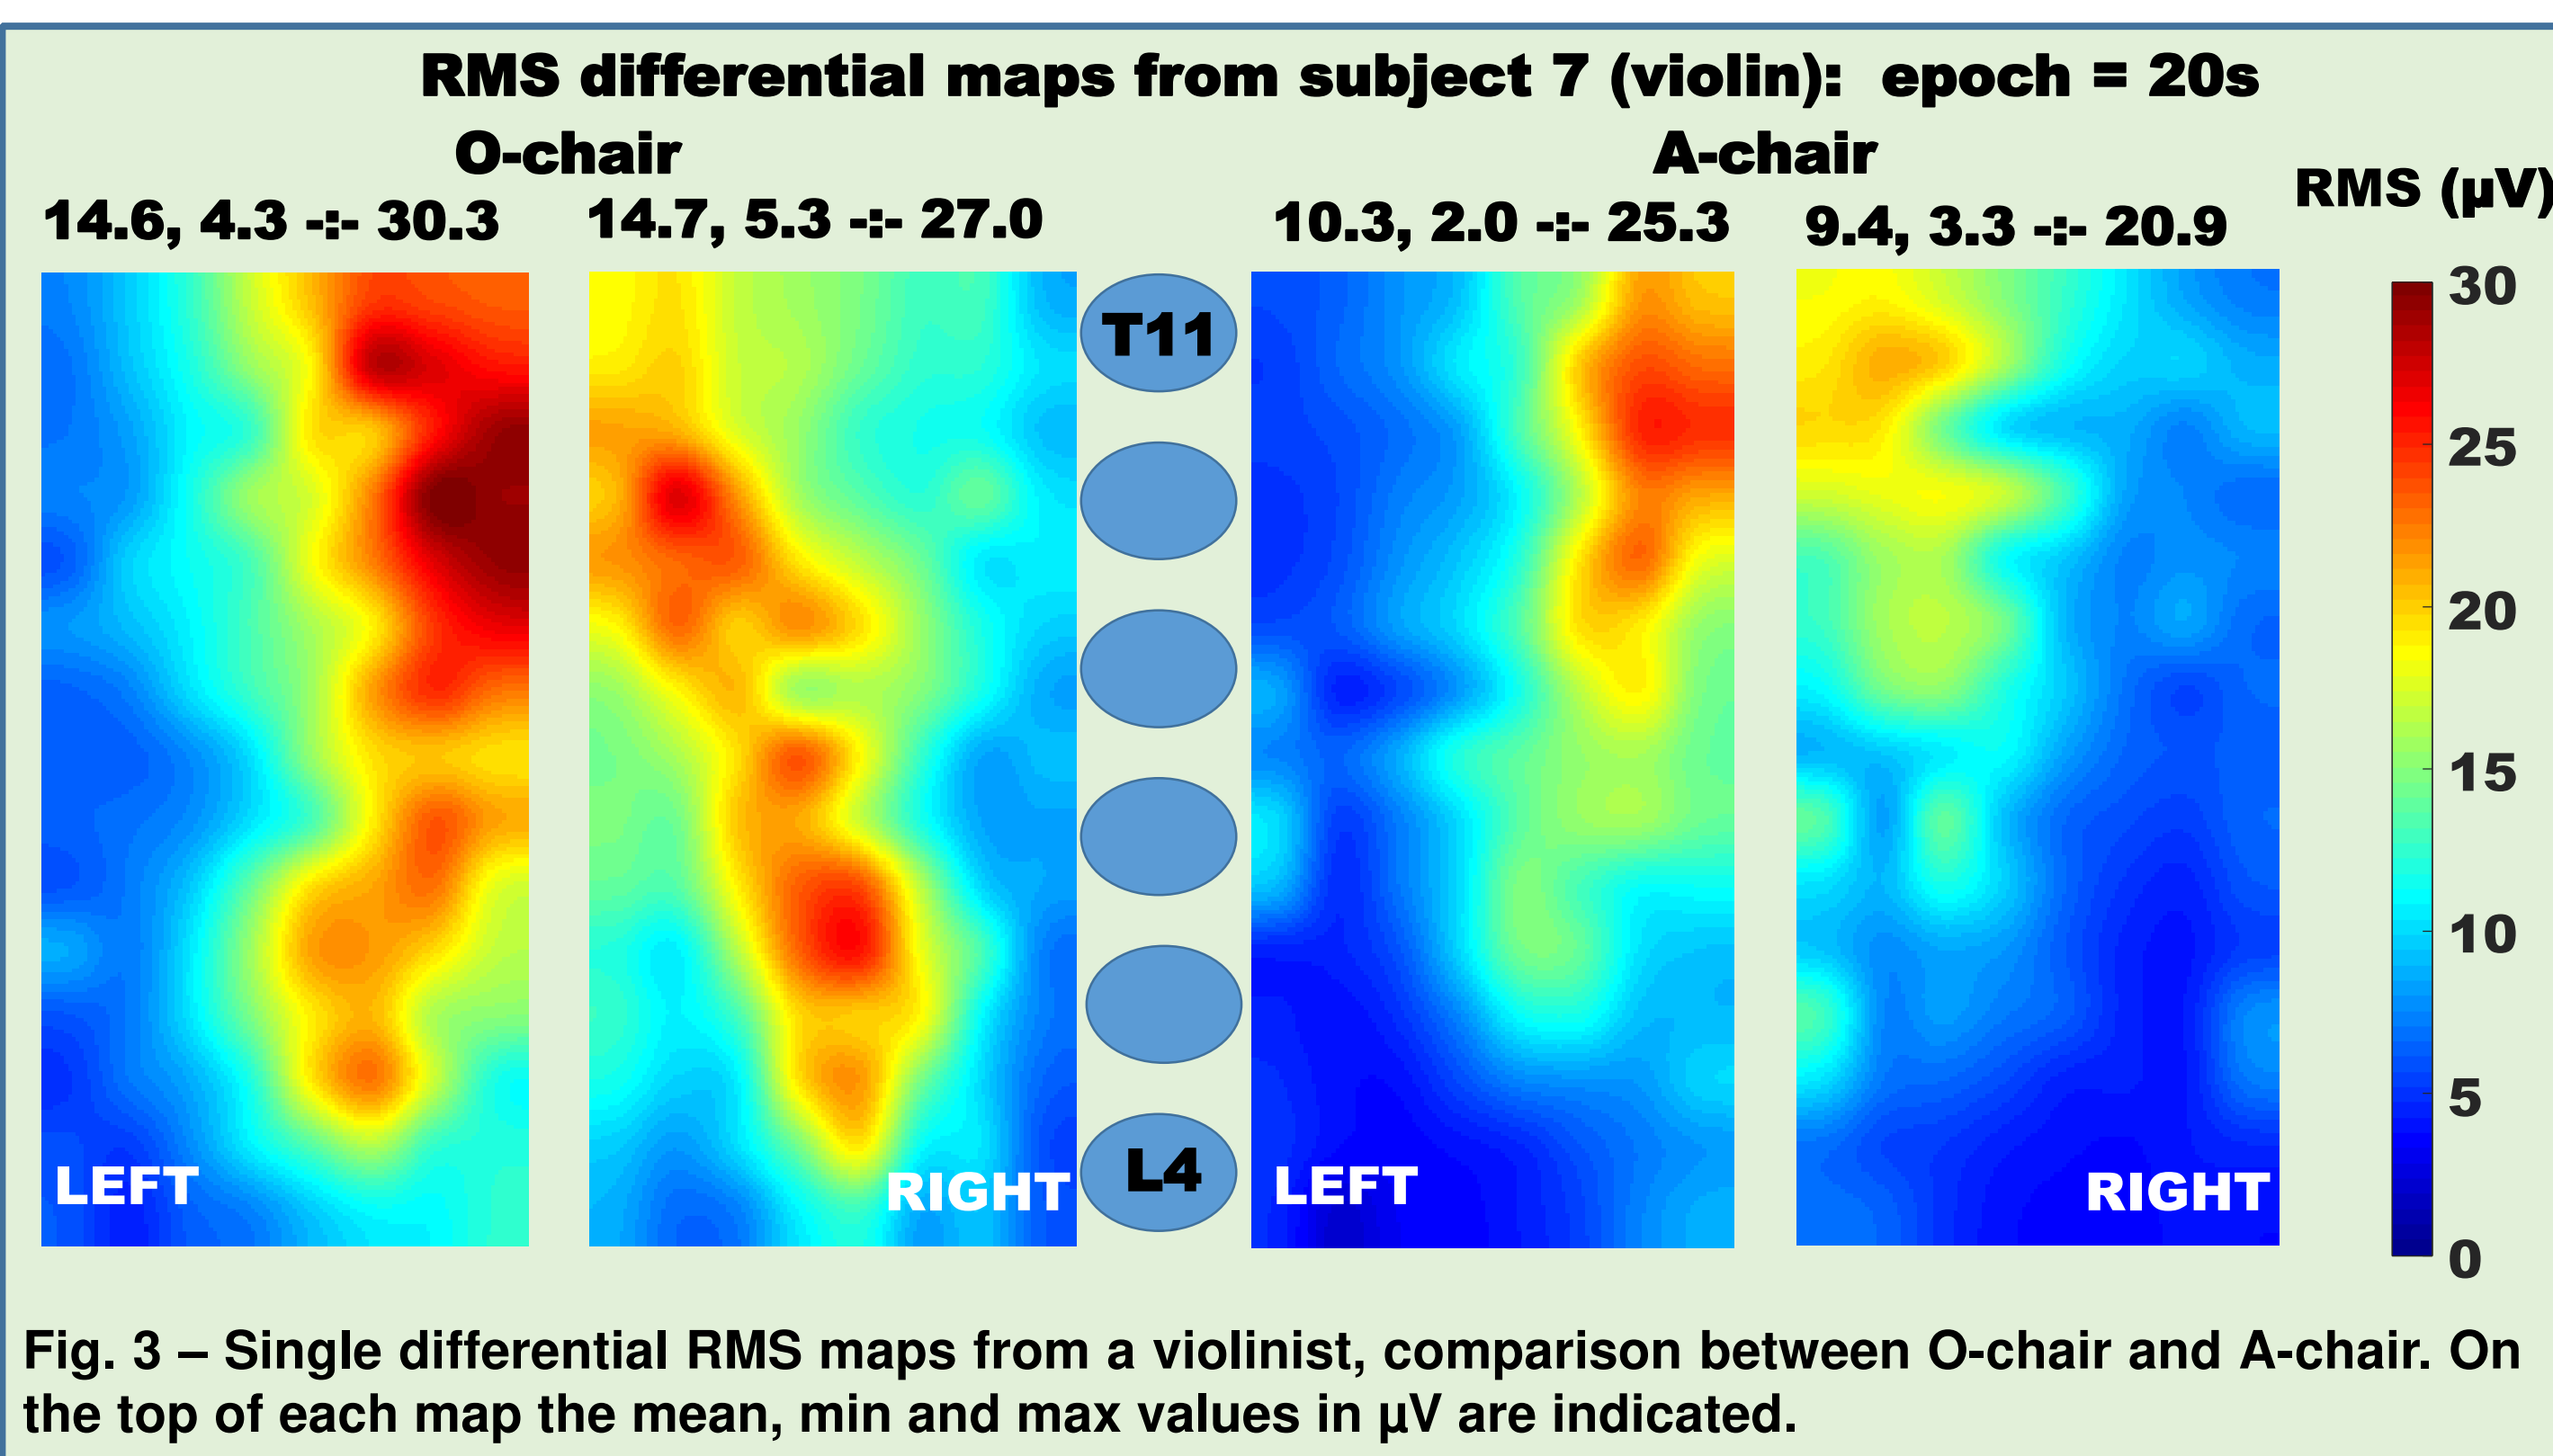 RMS differential maps from subject 7 (violin): epoch = 20s
O-chair
A-chair
RMS (µV)
14.6, 4.3 -:- 30.3
14.7, 5.3 -:- 27.0
10.3, 2.0 -:- 25.3
9.4, 3.3 -:- 20.9
T11
L4
LEFT
RIGHT
LEFT
RIGHT
30
25
20
15
10
5
0
Fig. 3 – Single differential RMS maps from a violinist, comparison between O-chair and A-chair. On
the top of each map the mean, min and max values in µV are indicated.